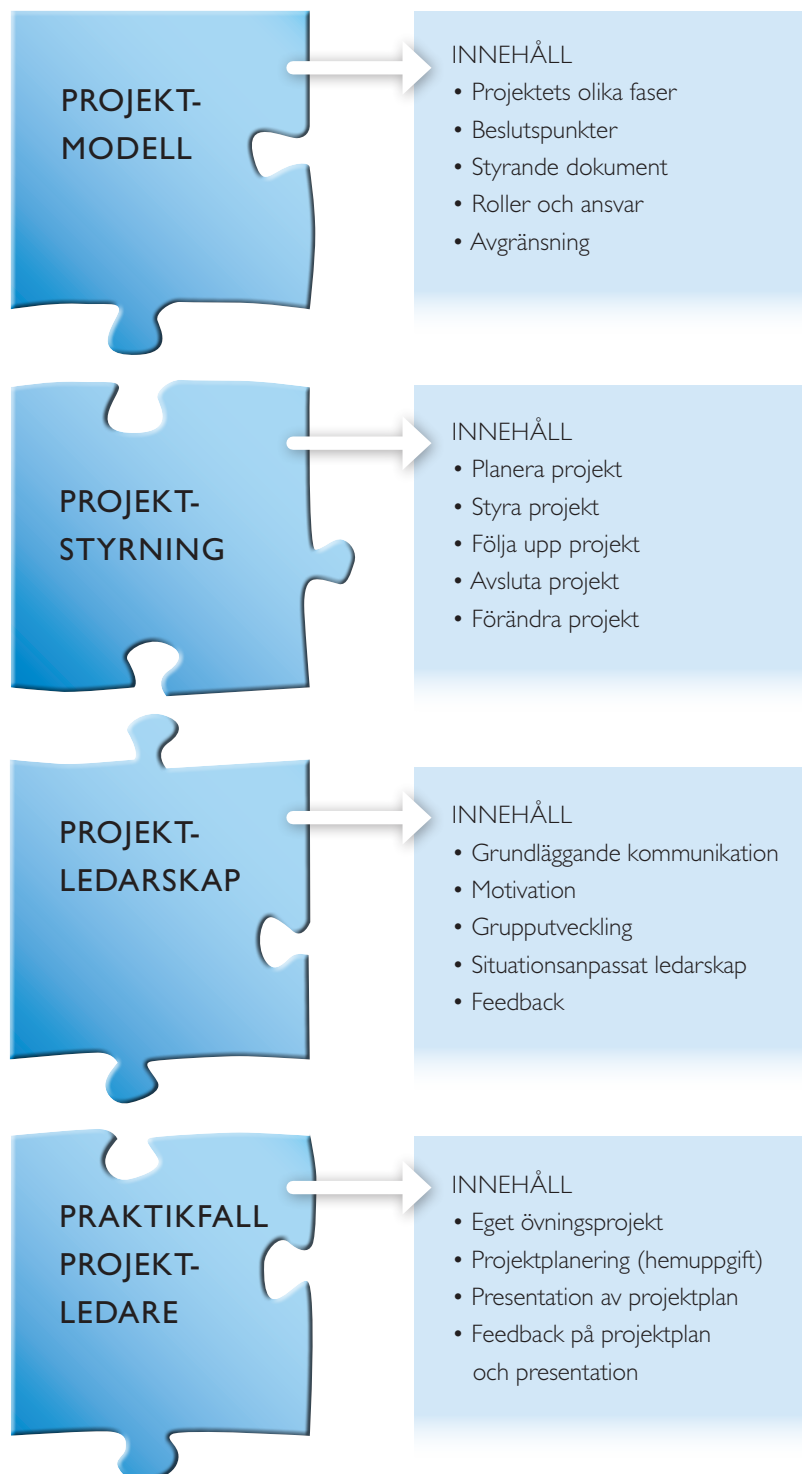 PROJEKT-
MODELL
INNEHÅLL
• Projektets olika faser
• Beslutspunkter
• Styrande dokument
• Roller och ansvar
• Avgränsning
PROJEKT-
STYRNING
INNEHÅLL
• Planera projekt
• Styra projekt
• Följa upp projekt
• Avsluta projekt
• Förändra projekt
PROJEKT-
LEDARSKAP
INNEHÅLL
• Grundläggande kommunikation
• Motivation
• Grupputveckling
• Situationsanpassat ledarskap
• Feedback
PRAKTIKFALL
PROJEKT-
LEDARE
INNEHÅLL
• Eget övningsprojekt
• Projektplanering (hemuppgift)
• Presentation av projektplan
• Feedback på projektplan
och presentation